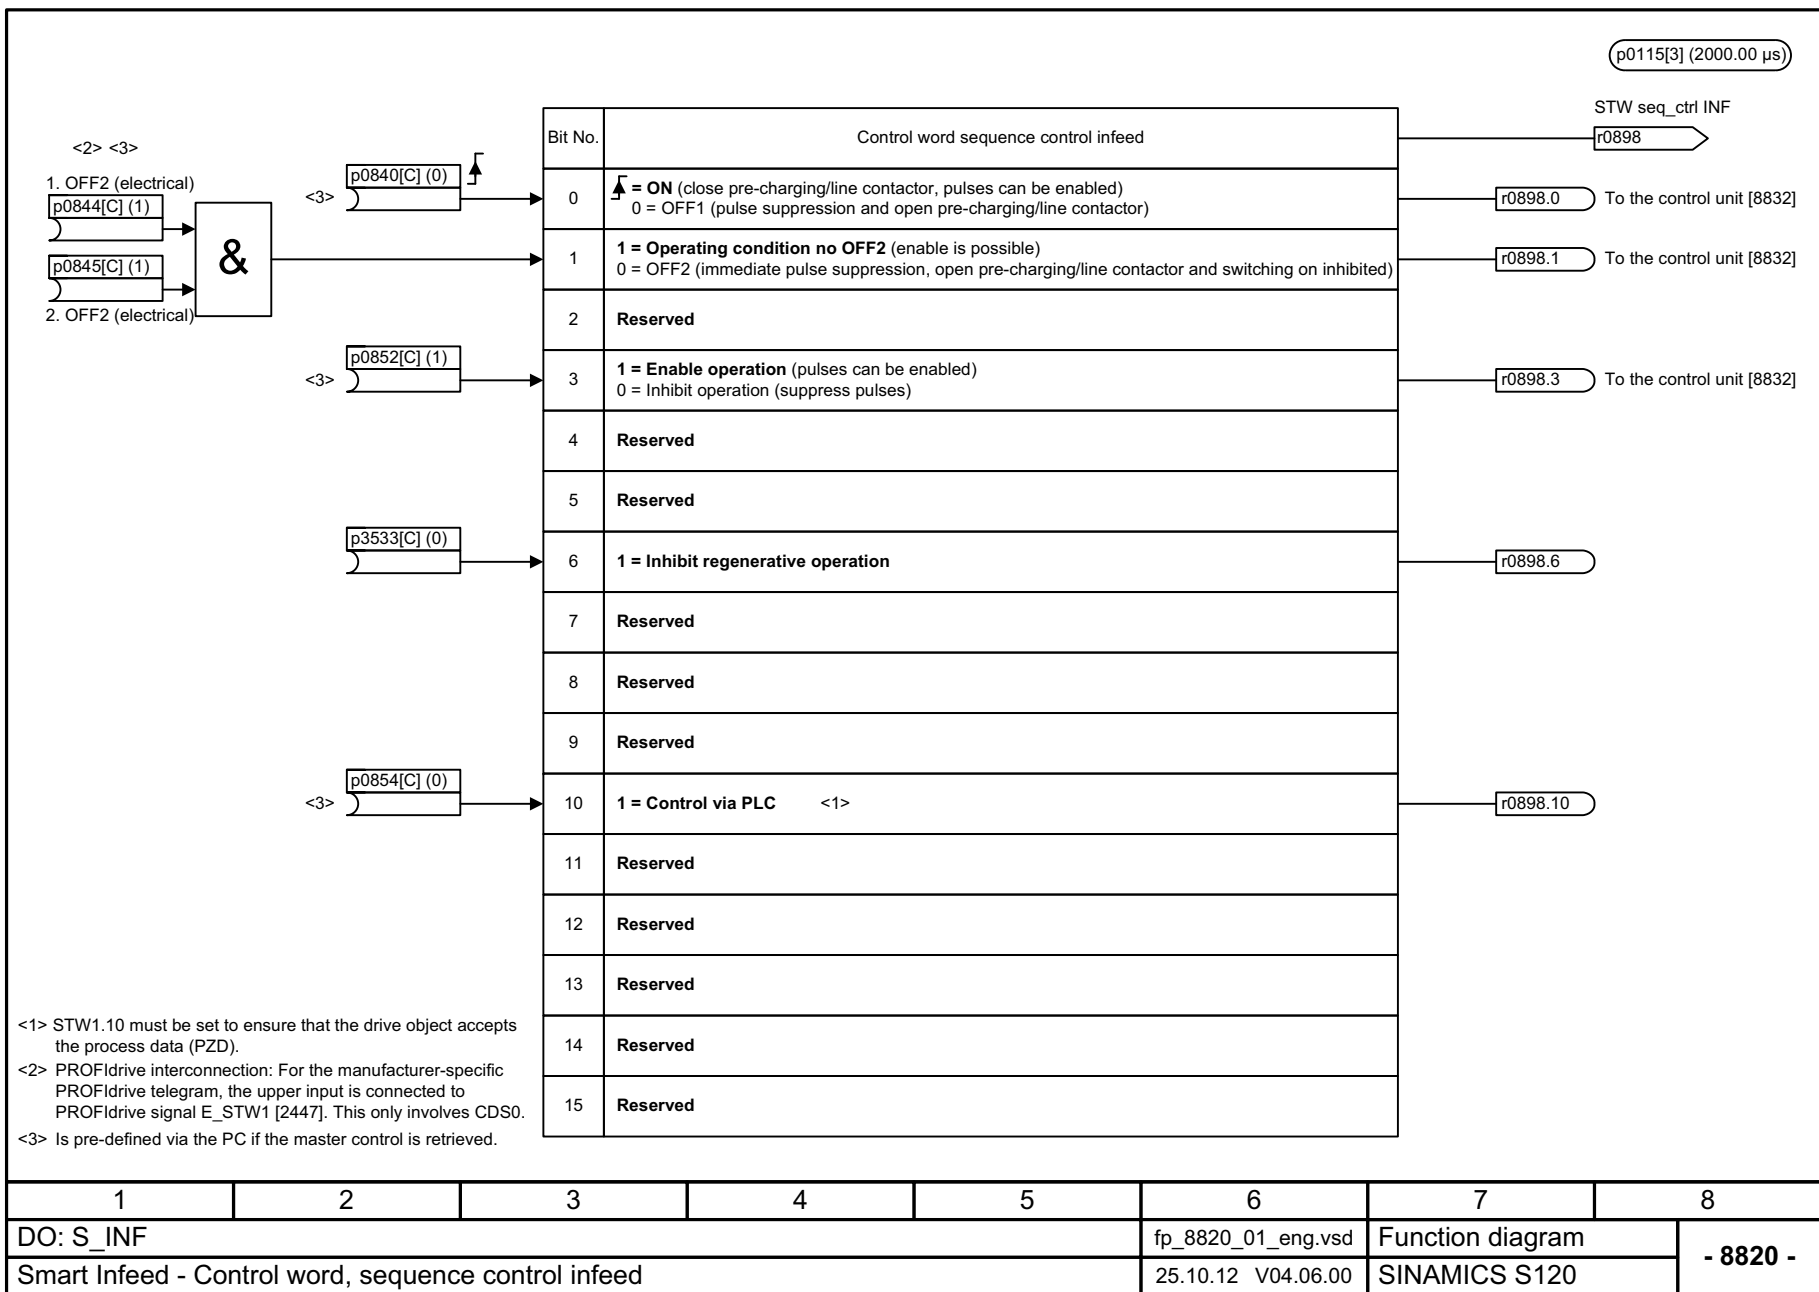 p0115[3] (2000.00 µs)
STW seq_ctrl INF
Bit No. Control word sequence control infeed r0898
<2> <3>
1. OFF2 (electrical)
p0844[C] (1)
&
p0845[C] (1)
2. OFF2 (electrical)
<3> p0840[C] (0)
0 = ON (close pre-charging/line contactor, pulses can be enabled)
0 = OFF1 (pulse suppression and open pre-charging/line contactor)
r0898.0 To the control unit [8832]
1 1 = Operating condition no OFF2 (enable is possible)
0 = OFF2 (immediate pulse suppression, open pre-charging/line contactor and switching on inhibited)
r0898.1 To the control unit [8832]
2 Reserved
<3> p0852[C] (1)
3 1 = Enable operation (pulses can be enabled)
0 = Inhibit operation (suppress pulses)
r0898.3 To the control unit [8832]
4 Reserved
5 Reserved
p3533[C] (0)
6 1 = Inhibit regenerative operation
r0898.6
7 Reserved
8 Reserved
9 Reserved
<3> p0854[C] (0)
10 1 = Control via PLC <1>
r0898.10
11 Reserved
12 Reserved
13 Reserved
14 Reserved
15 Reserved
<1> STW1.10 must be set to ensure that the drive object accepts
the process data (PZD).
<2> PROFIdrive interconnection: For the manufacturer-specific
PROFIdrive telegram, the upper input is connected to
PROFIdrive signal E_STW1 [2447]. This only involves CDS0.
<3> Is pre-defined via the PC if the master control is retrieved.
1 2 3 4 5 6 7 8
DO: S_INF fp_8820_01_eng.vsd Function diagram
- 8820 -
Smart Infeed - Control word, sequence control infeed 25.10.12 V04.06.00 SINAMICS S120